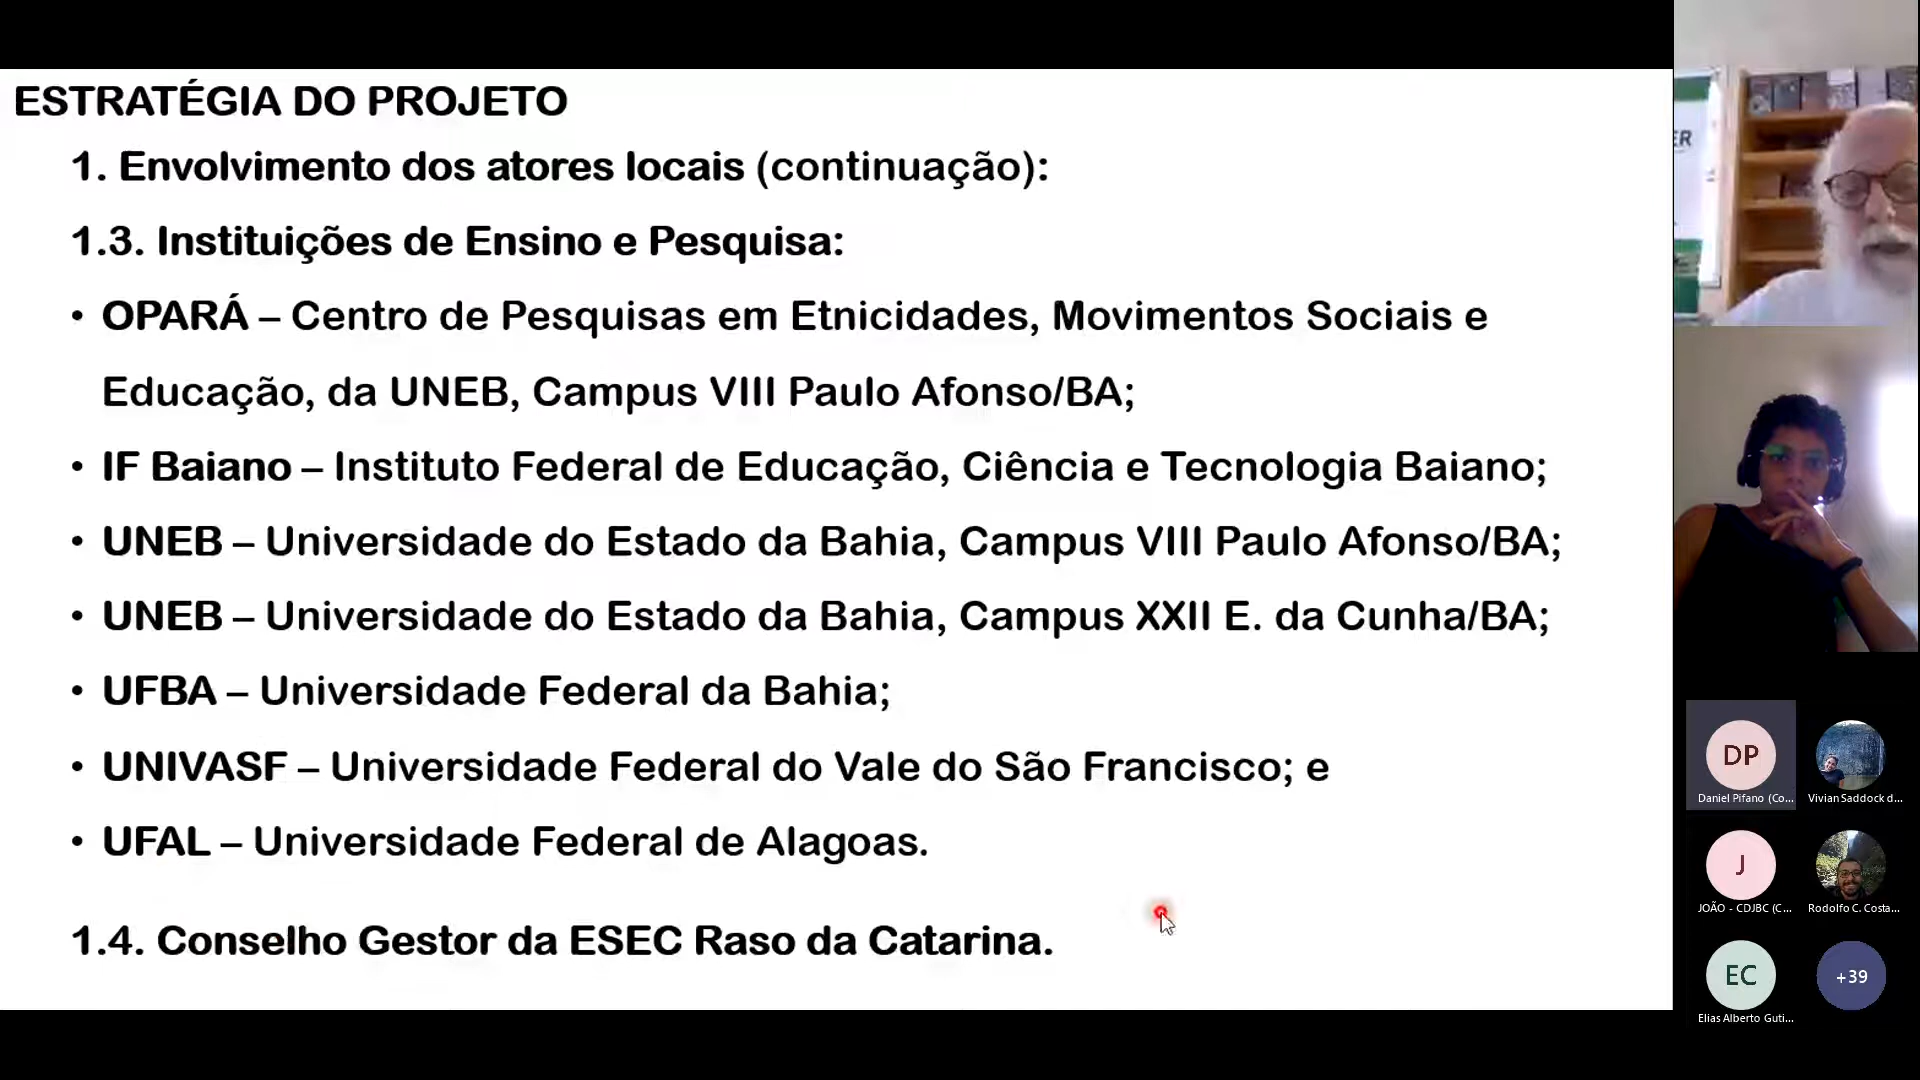 ESTRATÉGIA DO PROJETO
1. Envolvimento dos atores locais (continuação):
1.3. Instituições de Ensino e Pesquisa:
• OPARÁ – Centro de Pesquisas em Etnicidades, Movimentos Sociais e
Educação, da UNEB, Campus VIII Paulo Afonso/BA;
• IF Baiano – Instituto Federal de Educação, Ciência e Tecnologia Baiano;
• UNEB – Universidade do Estado da Bahia, Campus VIII Paulo Afonso/BA;
• UNEB – Universidade do Estado da Bahia, Campus XXII E. da Cunha/BA;
• UFBA – Universidade Federal da Bahia;
• UNIVASF – Universidade Federal do Vale do São Francisco; e
• UFAL – Universidade Federal de Alagoas.
1.4. Conselho Gestor da ESEC Raso da Catarina.
ER
DP
Daniel Pifano (Co...
Vivian Saddock d...
J
JOÃO - CDJBC (C...
Rodolfo C. Costa...
EC
Elias Alberto Guti...
+39